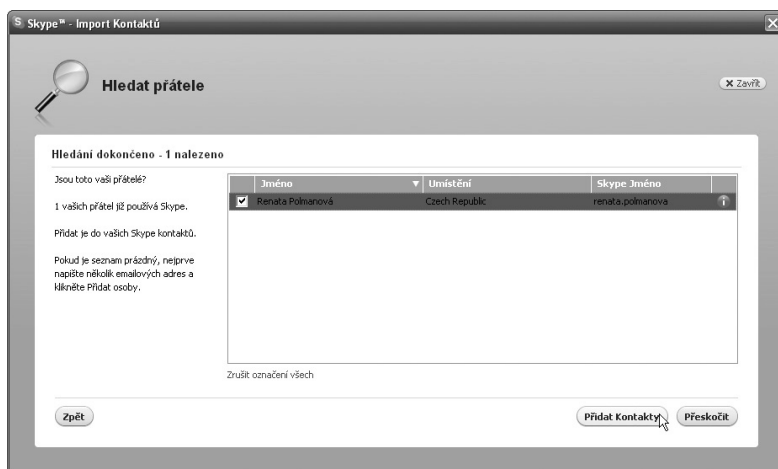 S Skype™ - Import Kontaktů
Hledat přátele
Zavřít
Hledání dokončeno - 1 nalezeno
Jsou toto vaši přátelé?
1 vašich přátel již používá Skype.
Přidat je do vašich Skype kontaktů.
Pokud je seznam prázdný, nejprve
napište několik emailových adres a
klikněte Přidat osoby.
Jméno Umístění Skype Jméno
Renata Polmanová Czech Republic renata.polmanova
Zrušit označení všech
Zpět Přidat Kontakty Přeskočit